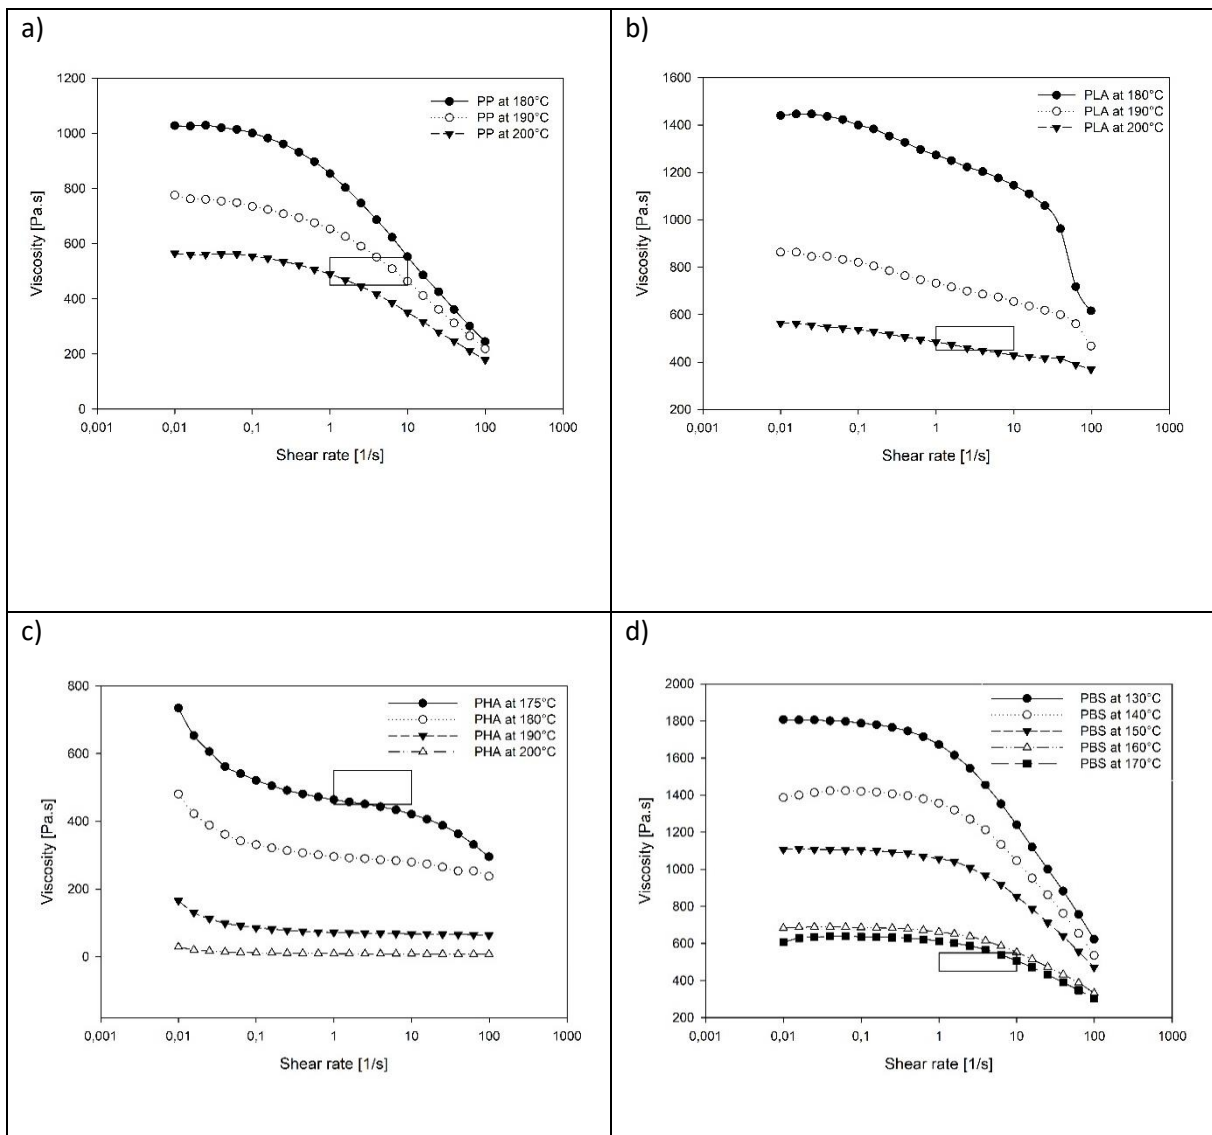 a)
1200
1000
800
600
400
200
0
Viscosity [Pa.s]
PP at 180°C
PP at 190°C
PP at 200°C
0,001 0,01 0,1 1 10 100 1000
Shear rate [1/s]
b)
1600
1400
1200
1000
800
600
400
200
Viscosity [Pa.s]
PLA at 180°C
PLA at 190°C
PLA at 200°C
0,001 0,01 0,1 1 10 100 1000
Shear rate [1/s]
c)
800
600
400
200
0
Viscosity [Pa.s]
PHA at 175°C
PHA at 180°C
PHA at 190°C
PHA at 200°C
0,001 0,01 0,1 1 10 100 1000
Shear rate [1/s]
d)
2000
1800
1600
1400
1200
1000
800
600
400
200
Viscosity [Pa.s]
PBS at 130°C
PBS at 140°C
PBS at 150°C
PBS at 160°C
PBS at 170°C
0,001 0,01 0,1 1 10 100 1000
Shear rate [1/s]